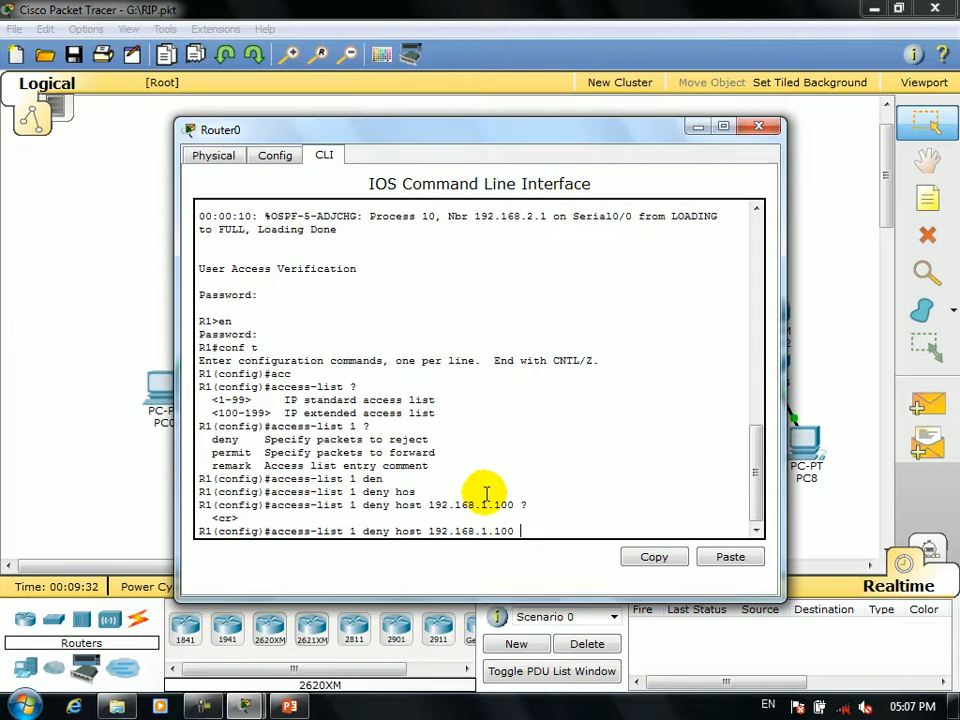 Cisco Packet Tracer - G:\RIP.pkt
File Edit Options View Tools Extensions Help
Logical
[Root]
New Cluster
Move Object
Set Tiled Background
Viewport
Router0
Physical
Config
CLI
IOS Command Line Interface
00:00:10: %OSPF-5-ADJCHG: Process 10, Nbr 192.168.2.1 on Serial0/0 from LOADING
to FULL, Loading Done
User Access Verification
Password:
R1>en
Password:
R1#conf t
Enter configuration commands, one per line.  End with CNTL/Z.
R1(config)#acc
R1(config)#access-list ?
<1-99>     IP standard access list
<100-199>  IP extended access list
R1(config)#access-list 1 ?
deny    Specify packets to reject
permit  Specify packets to forward
remark  Access list entry comment
R1(config)#access-list 1 den
R1(config)#access-list 1 deny hos
R1(config)#access-list 1 deny host 192.168.1.100 ?
<cr>
R1(config)#access-list 1 deny host 192.168.1.100
Copy
Paste
PC-PT
PC8
Time: 00:09:32
Power Cy
Realtime
Routers
1841
1941
2620XM
2621XM
2811
2901
2911
Ge
2620XM
Scenario 0
New
Delete
Toggle PDU List Window
Fire
Last Status
Source
Destination
Type
Color
EN
05:07 PM